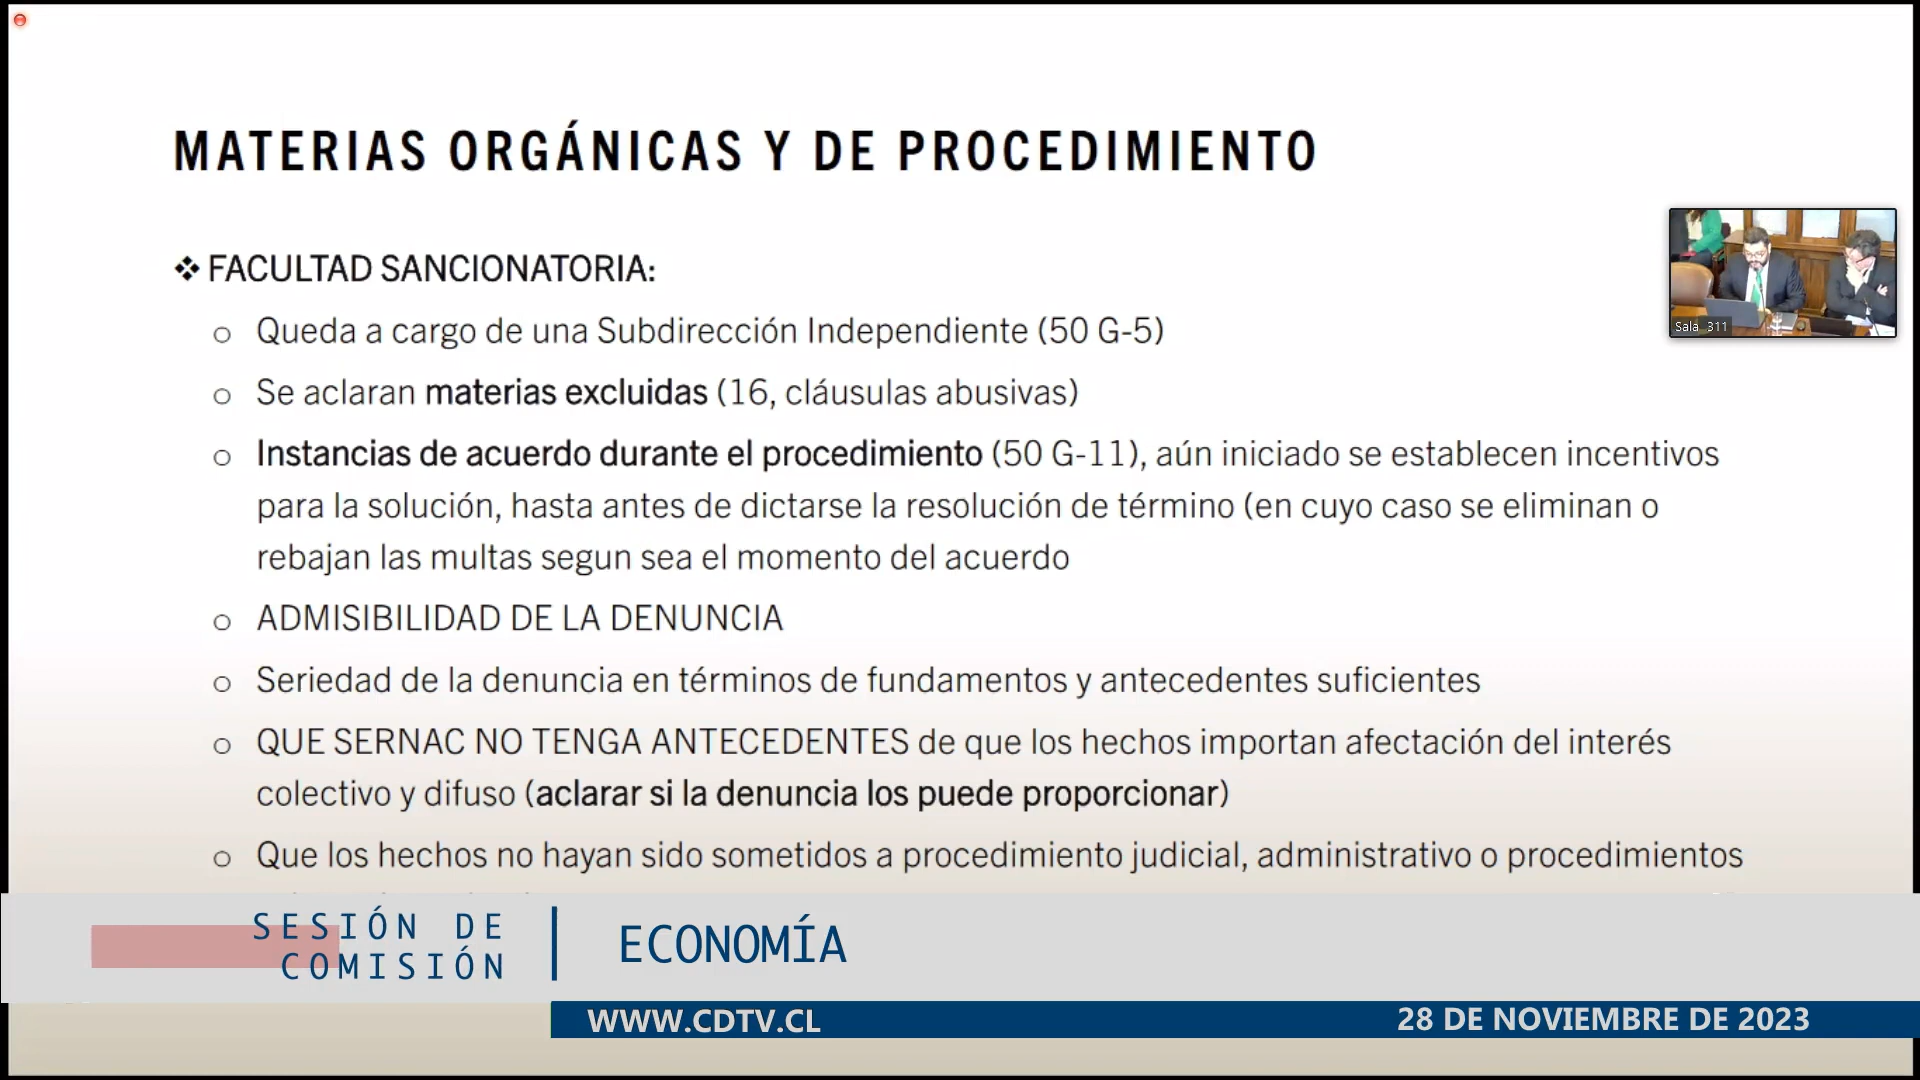 MATERIAS ORGÁNICAS Y DE PROCEDIMIENTO
❖ FACULTAD SANCIONATORIA:
o Queda a cargo de una Subdirección Independiente (50 G-5)
o Se aclaran materias excluidas (16, cláusulas abusivas)
o Instancias de acuerdo durante el procedimiento (50 G-11), aún iniciado se establecen incentivos
para la solución, hasta antes de dictarse la resolución de término (en cuyo caso se eliminan o
rebajan las multas segun sea el momento del acuerdo
o ADMISIBILIDAD DE LA DENUNCIA
o Seriedad de la denuncia en términos de fundamentos y antecedentes suficientes
o QUE SERNAC NO TENGA ANTECEDENTES de que los hechos importan afectación del interés
colectivo y difuso (aclarar si la denuncia los puede proporcionar)
o Que los hechos no hayan sido sometidos a procedimiento judicial, administrativo o procedimientos
Sala 311
SESIÓN DE
COMISIÓN
ECONOMÍA
WWW.CDTV.CL
28 DE NOVIEMBRE DE 2023